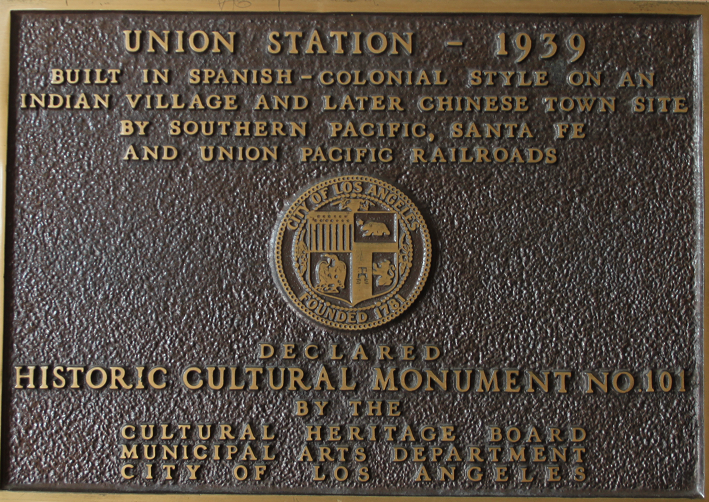 UNION STATION - 1939
BUILT IN SPANISH-COLONIAL STYLE ON AN
INDIAN VILLAGE AND LATER CHINESE TOWN SITE
BY SOUTHERN PACIFIC, SANTA FE
AND UNION PACIFIC RAILROADS
CITY OF LOS ANGELES
FOUNDED 1781
DECLARED
HISTORIC CULTURAL MONUMENT NO. 101
BY THE
CULTURAL HERITAGE BOARD
MUNICIPAL ARTS DEPARTMENT
CITY OF LOS ANGELES